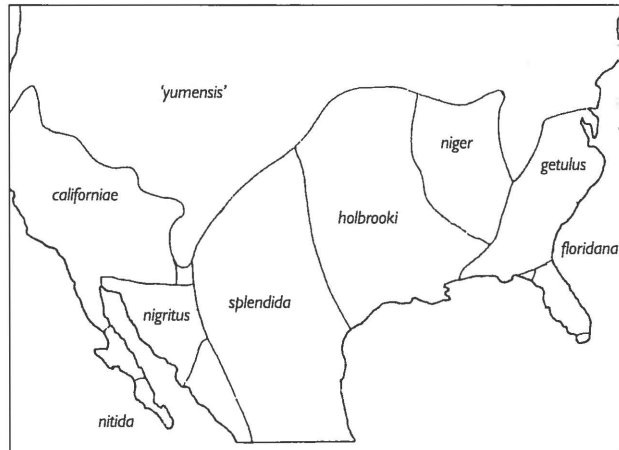 'yumensis'
niger
getulus
californiae
holbrooki
floridana
nigritus
splendida
nitida